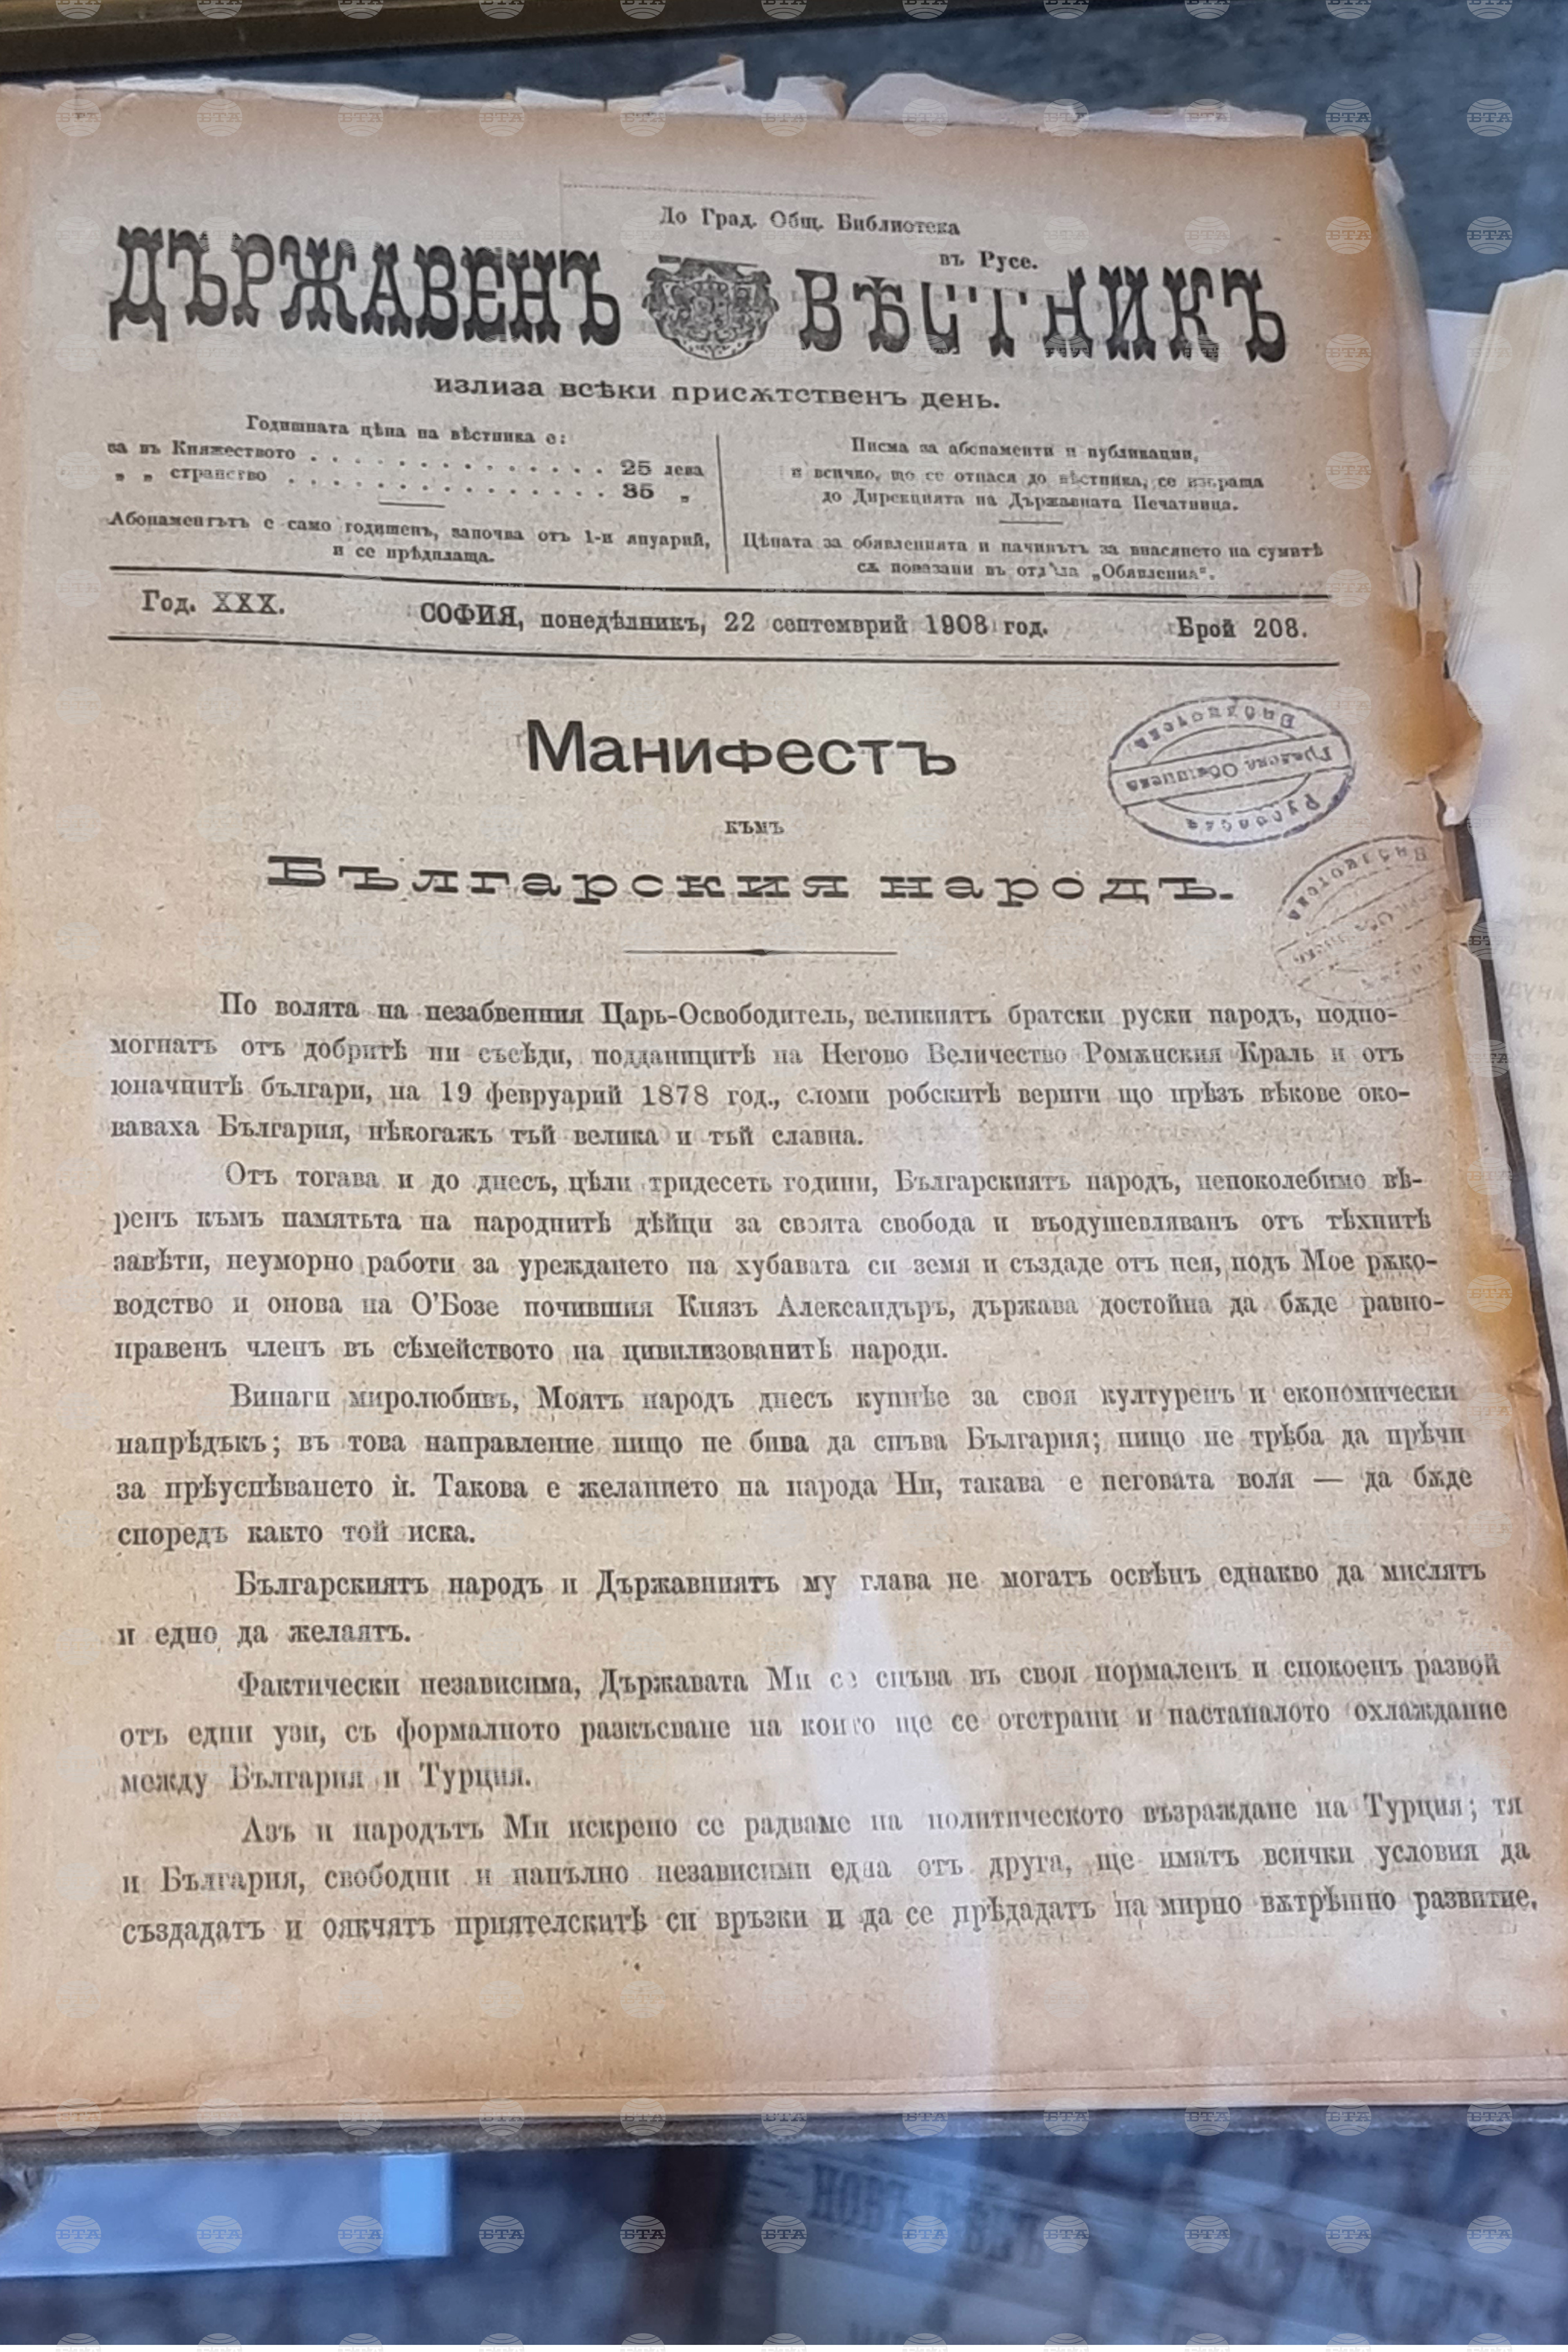 До Град. Общ. Библиотека
въ Русе.
ДЪРЖАВЕНЪ ВѢСТНИКЪ
излиза всѣки присѫтственъ день.
Годишната цѣна на вѣстника е:
за въ Княжеството . . . . . . . . . . . . . . 25 лева
„ „ странство . . . . . . . . . . . . . . . 35 „
Абонаментътъ е само годишенъ, започва отъ 1-и януарий,
и се прѣдплаща.
Писма за абонаменти и публикации,
и всичко, що се отнася до вѣстника, се изпраща
до Дирекцията на Държавната Печатница.
Цѣната за обявленията и начинътъ за внасянето на сумитѣ
сѫ показани въ отдѣла „Обявления".
Год. XXX. СОФИЯ, понедѣлникъ, 22 септемврий 1908 год. Брой 208.
Манифестъ
къмъ
Българския народъ.
Русенска
Градска Общинска
Библиотека
По волята на незабвенния Царь-Освободитель, великиятъ братски руски народъ, подпо-
могнатъ отъ добритѣ ни съсѣди, подданицитѣ на Негово Величество Ромѫнския Краль и отъ
юначнитѣ българи, на 19 февруарий 1878 год., сломи робскитѣ вериги що прѣзъ вѣкове око-
ваваха България, нѣкогажъ тъй велика и тъй славна.
Отъ тогава и до днесъ, цѣли тридесеть години, Българскиятъ народъ, непоколебимо вѣ-
ренъ къмъ паметьта на народнитѣ дѣйци за своята свобода и въодушевляванъ отъ тѣхнитѣ
завѣти, неуморно работи за уреждането на хубавата си земя и създаде отъ нея, подъ Мое рѫко-
водство и онова на О'Бозе почившия Князъ Александъръ, държава достойна да бѫде равно-
правенъ членъ въ сѣмейството на цивилизованитѣ народи.
Винаги миролюбивъ, Моятъ народъ днесъ купнѣе за своя културенъ и економически
напрѣдъкъ; въ това направление нищо не бива да спъва България; нищо не трѣба да прѣчи
за прѣуспѣването ѝ. Такова е желанието на народа Ни, такава е неговата воля — да бѫде
споредъ както той иска.
Българскиятъ народъ и Държавниятъ му глава не могатъ освѣнъ еднакво да мислятъ
и едно да желаятъ.
Фактически независима, Държавата Ми се спъва въ своя нормаленъ и спокоенъ развой
отъ едни узи, съ формалното разкъсване на които ще се отстрани и настаналото охлаждание
между България и Турция.
Азъ и народътъ Ми искрено се радваме на политическото възраждане на Турция; тя
и България, свободни и напълно независими една отъ друга, ще иматъ всички условия да
създадатъ и оякчятъ приятелскитѣ си връзки и да се прѣдадатъ на мирно вѫтрѣшно развитие.